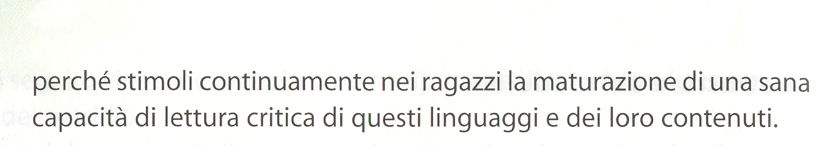 perché stimoli continuamente nei ragazzi la maturazione di una sana
capacità di lettura critica di questi linguaggi e dei loro contenuti.